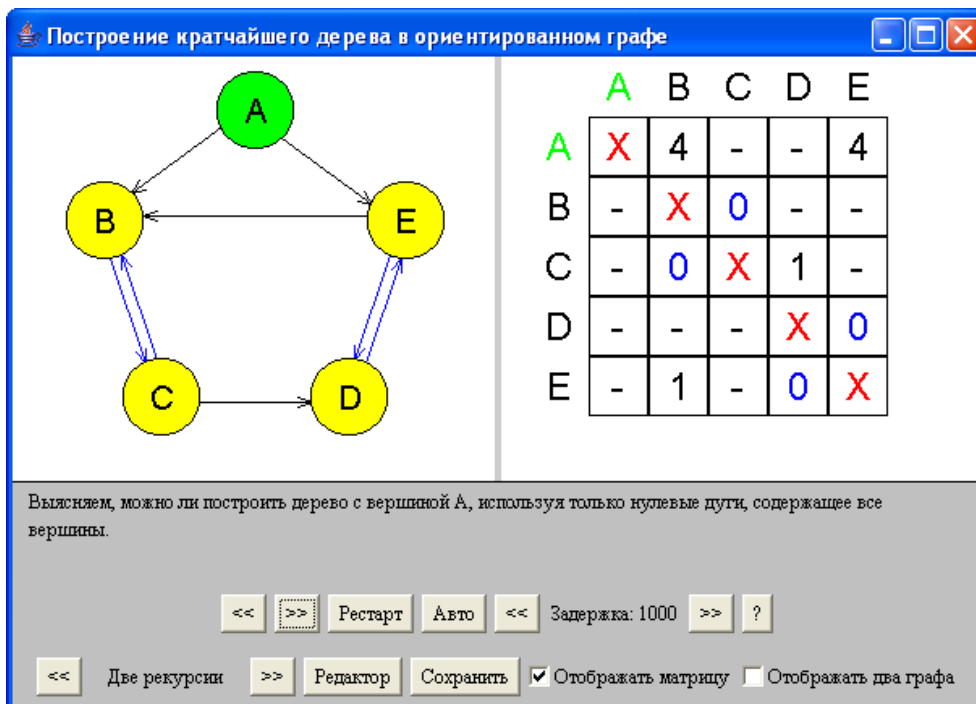 Построение кратчайшего дерева в ориентированном графе
A
B
E
C
D
A B C D E
A X 4 - - 4
B - X 0 - -
C - 0 X 1 -
D - - - X 0
E - 1 - 0 X
Выясняем, можно ли построить дерево с вершиной A, используя только нулевые дуги, содержащее все
вершины.
<< >> Рестарт Авто << Задержка: 1000 >> ?
<< Две рекурсии >> Редактор Сохранить Отображать матрицу Отображать два графа